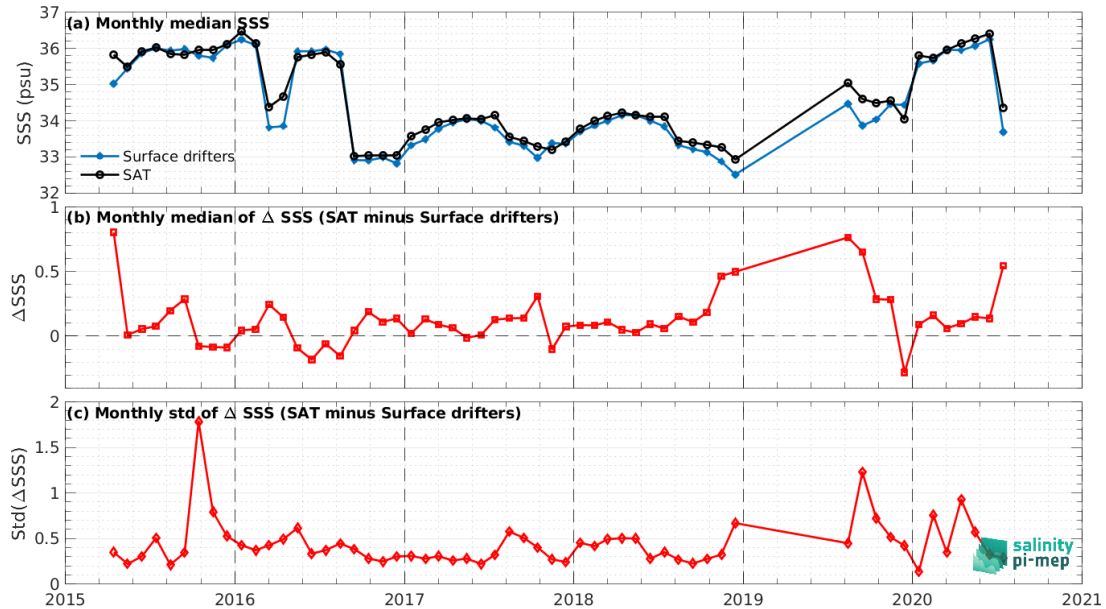 (a) Monthly median SSS
37
36
35
34
33
32
SSS (psu)
Surface drifters
SAT
(b) Monthly median of Δ SSS (SAT minus Surface drifters)
1
0.5
0
ΔSSS
(c) Monthly std of Δ SSS (SAT minus Surface drifters)
2
1.5
1
0.5
0
Std(ΔSSS)
salinity
pi-mep
2015 2016 2017 2018 2019 2020 2021